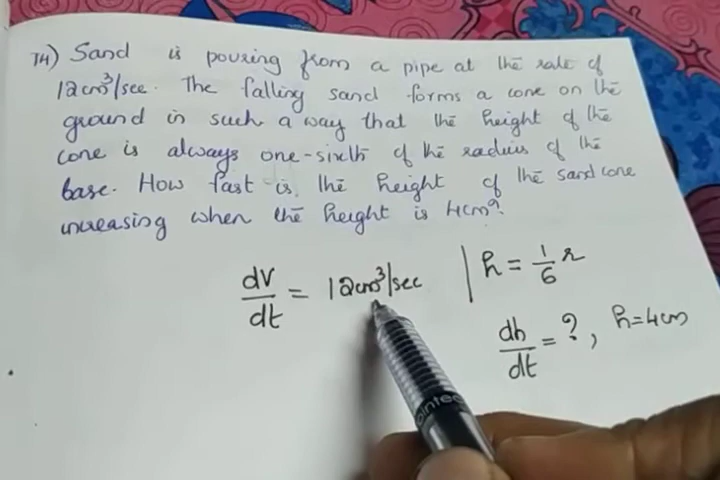 74) Sand is pouring from a pipe at the rate of
12cm³/sec. The falling sand forms a cone on the
ground in such a way that the height of the
cone is always one-sixth of the radius of the
base. How fast is the height of the sand cone
increasing when the height is 4cm?
dV/dt = 12cm³/sec | h = 1/6 r
dh/dt = ?, h=4cm
ointec